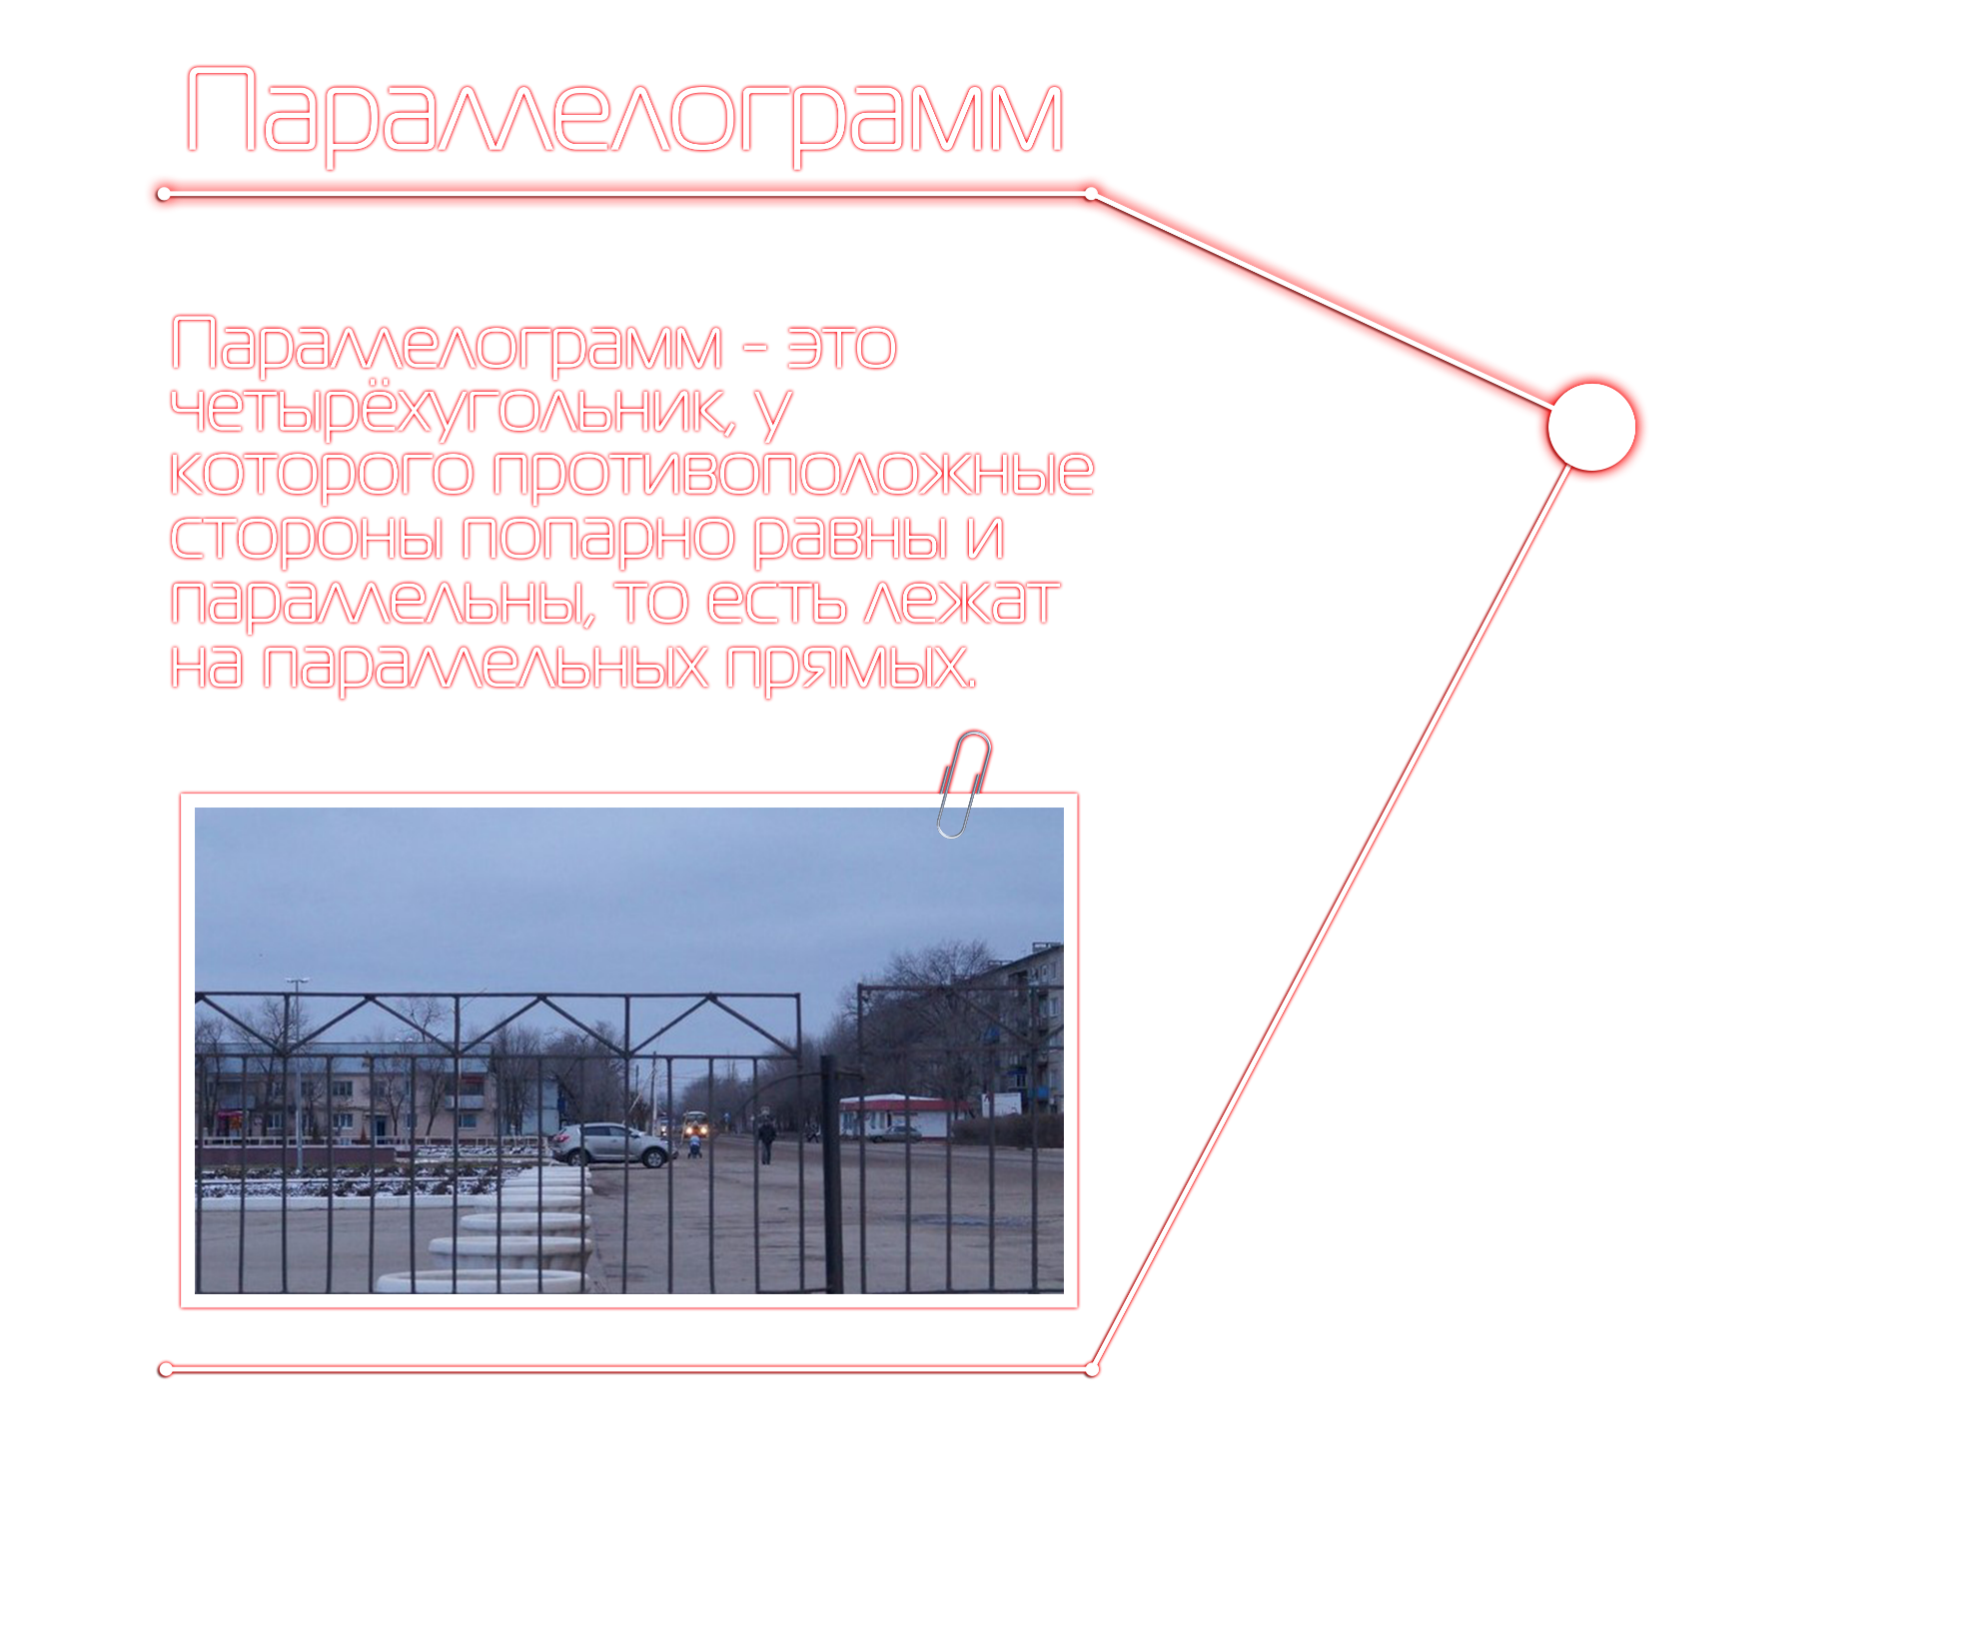 Параллелограмм
Параллелограмм - это
четырёхугольник, у
которого противоположные
стороны попарно равны и
параллельны, то есть лежат
на параллельных прямых.